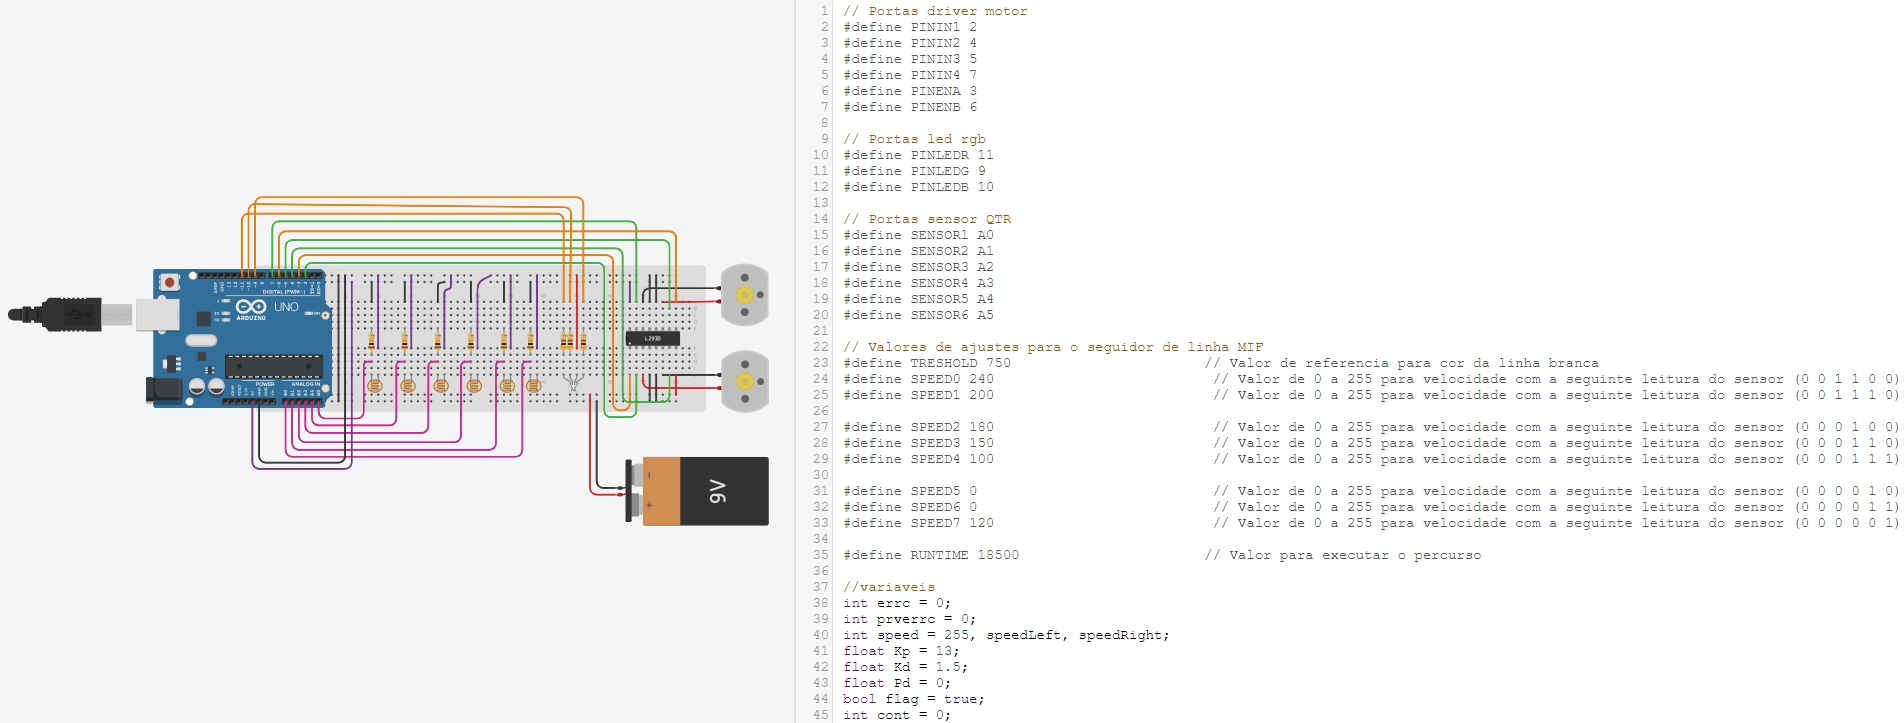 DIGITAL (PWM~)
UNO
ARDUINO
POWER
ANALOG IN
L293D
9V
1 // Portas driver motor
2 #define PININ1 2
3 #define PININ2 4
4 #define PININ3 5
5 #define PININ4 7
6 #define PINENA 3
7 #define PINENB 6
8
9 // Portas led rgb
10 #define PINLEDR 11
11 #define PINLEDG 9
12 #define PINLEDB 10
13
14 // Portas sensor QTR
15 #define SENSOR1 A0
16 #define SENSOR2 A1
17 #define SENSOR3 A2
18 #define SENSOR4 A3
19 #define SENSOR5 A4
20 #define SENSOR6 A5
21
22 // Valores de ajustes para o seguidor de linha MIF
23 #define TRESHOLD 750 // Valor de referencia para cor da linha branca
24 #define SPEED0 240 // Valor de 0 a 255 para velocidade com a seguinte leitura do sensor (0 0 1 1 0 0)
25 #define SPEED1 200 // Valor de 0 a 255 para velocidade com a seguinte leitura do sensor (0 0 1 1 1 0)
26
27 #define SPEED2 180 // Valor de 0 a 255 para velocidade com a seguinte leitura do sensor (0 0 0 1 0 0)
28 #define SPEED3 150 // Valor de 0 a 255 para velocidade com a seguinte leitura do sensor (0 0 0 1 1 0)
29 #define SPEED4 100 // Valor de 0 a 255 para velocidade com a seguinte leitura do sensor (0 0 0 1 1 1)
30
31 #define SPEED5 0 // Valor de 0 a 255 para velocidade com a seguinte leitura do sensor (0 0 0 0 1 0)
32 #define SPEED6 0 // Valor de 0 a 255 para velocidade com a seguinte leitura do sensor (0 0 0 0 1 1)
33 #define SPEED7 120 // Valor de 0 a 255 para velocidade com a seguinte leitura do sensor (0 0 0 0 0 1)
34
35 #define RUNTIME 18500 // Valor para executar o percurso
36
37 //variaveis
38 int errc = 0;
39 int prverrc = 0;
40 int speed = 255, speedLeft, speedRight;
41 float Kp = 13;
42 float Kd = 1.5;
43 float Pd = 0;
44 bool flag = true;
45 int cont = 0;